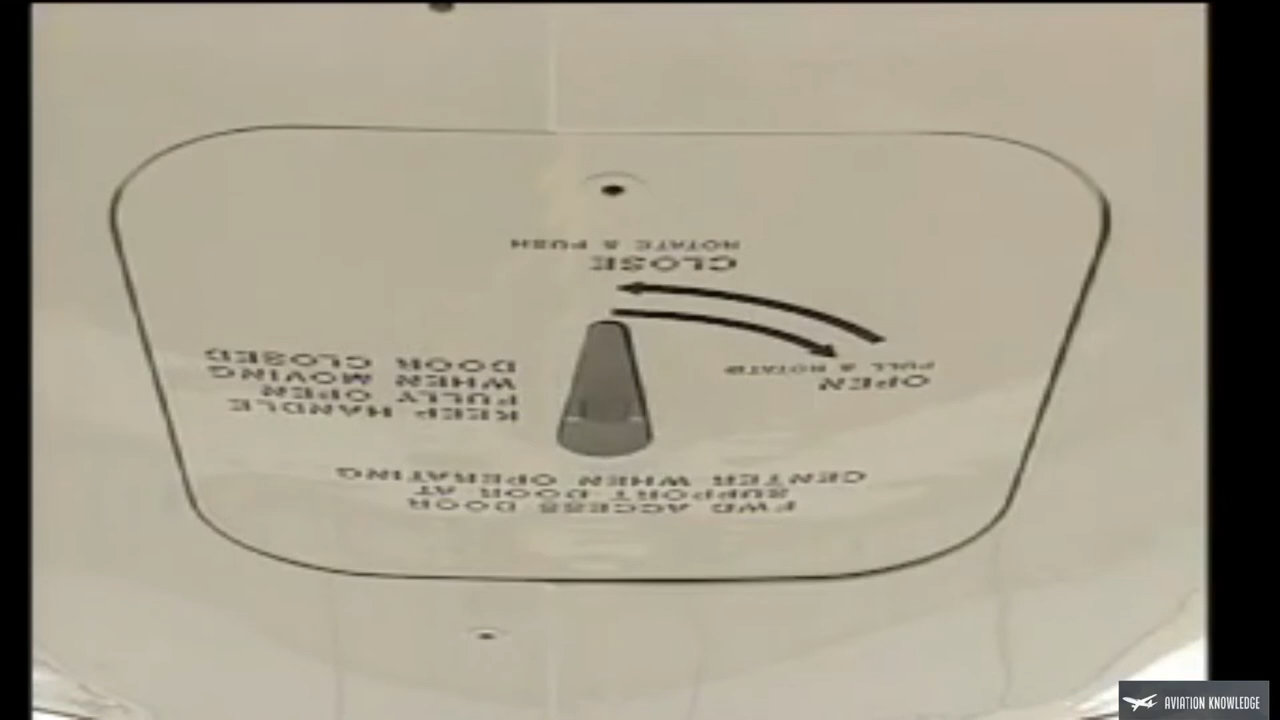 FWD ACCESS DOOR
SUPPORT DOOR AT
CENTER WHEN OPERATING
KEEP HANDLE
FULLY OPEN
WHEN MOVING
DOOR CLOSED
OPEN
PULL & ROTATE
CLOSE
ROTATE & PUSH
AVIATION KNOWLEDGE